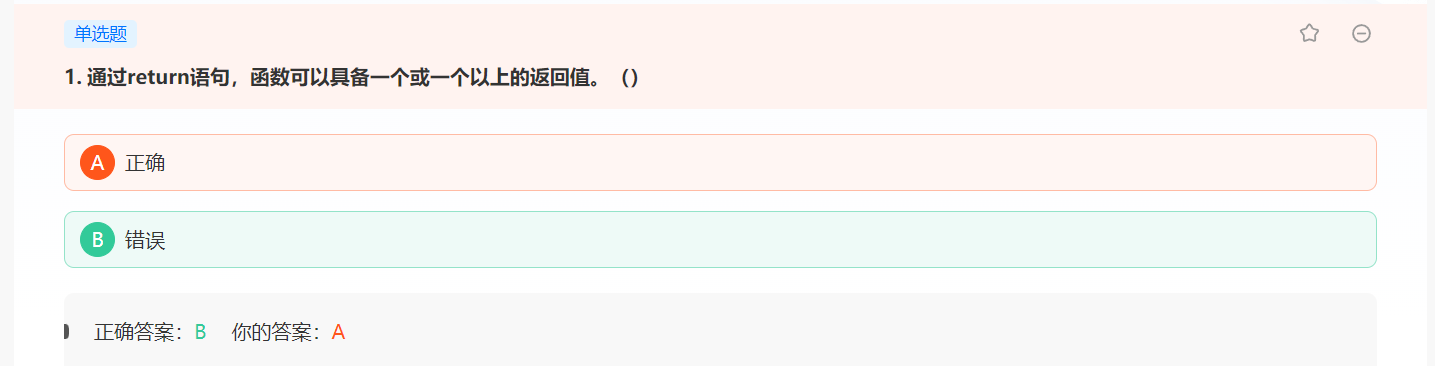 单选题
1. 通过return语句，函数可以具备一个或一个以上的返回值。（）
A 正确
B 错误
正确答案：B 你的答案：A